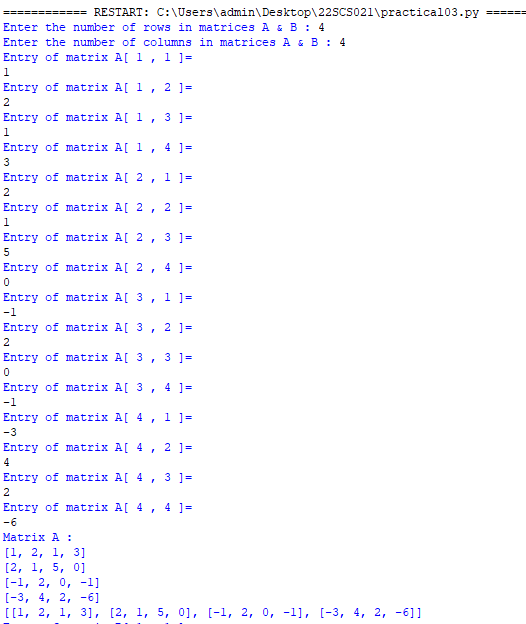 ============ RESTART: C:\Users\admin\Desktop\22SCS021\practical03.py ======
Enter the number of rows in matrices A & B : 4
Enter the number of columns in matrices A & B : 4
Entry of matrix A[ 1 , 1 ]=
1
Entry of matrix A[ 1 , 2 ]=
2
Entry of matrix A[ 1 , 3 ]=
1
Entry of matrix A[ 1 , 4 ]=
3
Entry of matrix A[ 2 , 1 ]=
2
Entry of matrix A[ 2 , 2 ]=
1
Entry of matrix A[ 2 , 3 ]=
5
Entry of matrix A[ 2 , 4 ]=
0
Entry of matrix A[ 3 , 1 ]=
-1
Entry of matrix A[ 3 , 2 ]=
2
Entry of matrix A[ 3 , 3 ]=
0
Entry of matrix A[ 3 , 4 ]=
-1
Entry of matrix A[ 4 , 1 ]=
-3
Entry of matrix A[ 4 , 2 ]=
4
Entry of matrix A[ 4 , 3 ]=
2
Entry of matrix A[ 4 , 4 ]=
-6
Matrix A :
[1, 2, 1, 3]
[2, 1, 5, 0]
[-1, 2, 0, -1]
[-3, 4, 2, -6]
[[1, 2, 1, 3], [2, 1, 5, 0], [-1, 2, 0, -1], [-3, 4, 2, -6]]